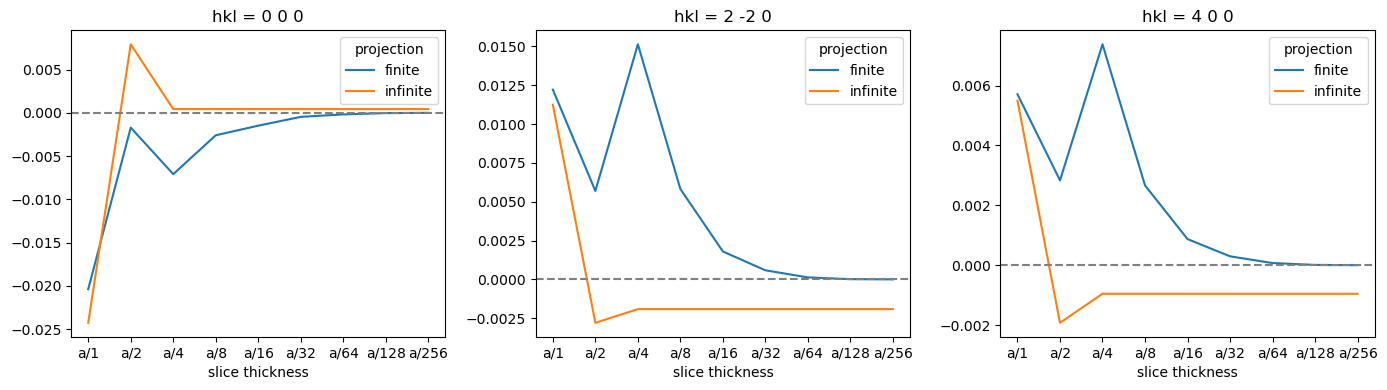 hkl = 0 0 0
projection
finite
infinite
0.005
0.000
−0.005
−0.010
−0.015
−0.020
−0.025
a/1 a/2 a/4 a/8 a/16 a/32 a/64 a/128 a/256
slice thickness
hkl = 2 -2 0
projection
finite
infinite
0.0150
0.0125
0.0100
0.0075
0.0050
0.0025
0.0000
−0.0025
a/1 a/2 a/4 a/8 a/16 a/32 a/64 a/128 a/256
slice thickness
hkl = 4 0 0
projection
finite
infinite
0.006
0.004
0.002
0.000
−0.002
a/1 a/2 a/4 a/8 a/16 a/32 a/64 a/128 a/256
slice thickness